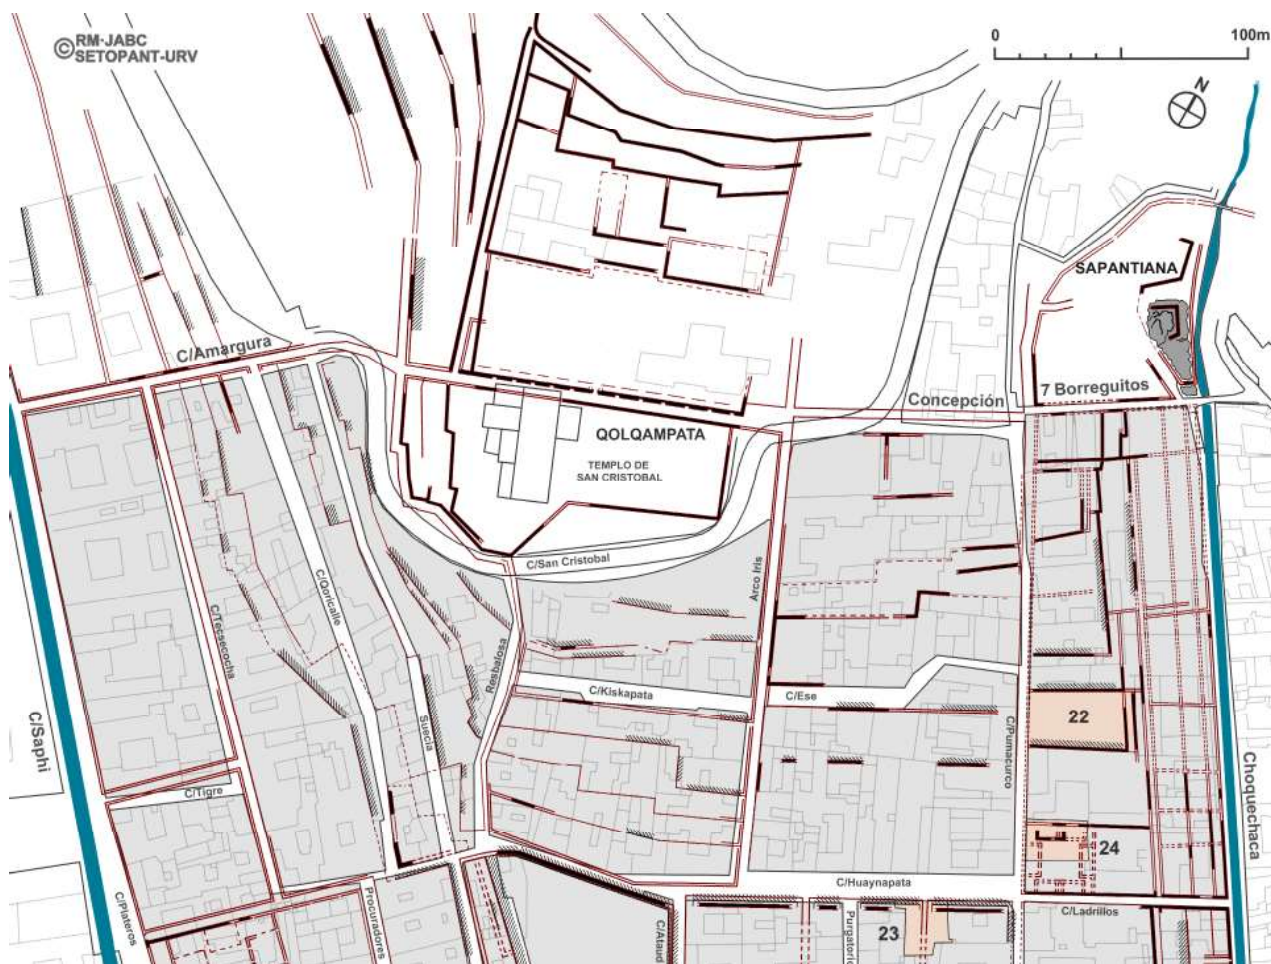 © RM-JABC
SETOPANT-URV
0 100m
N
SAPANTIANA
C/Amargura
7 Borreguitos
Concepción
QOLQAMPATA
TEMPLO DE
SAN CRISTOBAL
C/San Cristobal
Arco Iris
C/Qoricalle
C/Tecsecocha
Resbalosa
C/Kiskapata
C/Ese
22
C/Saphi
Suecia
C/Pumacurco
Choquechaca
C/Tigre
24
C/Huaynapata
C/Plateros
Procuradores
C/Ataud
Purgatorio
23
C/Ladrillos